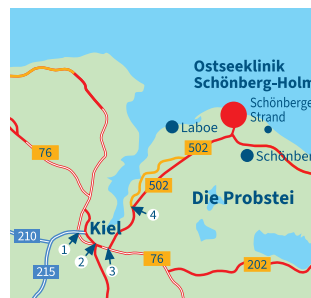 Ostseeklinik
Schönberg-Holm
Schönberge
Strand
Laboe
502
Schönber
76
502
Die Probstei
4
Kiel
210
1
2
3
76
202
215